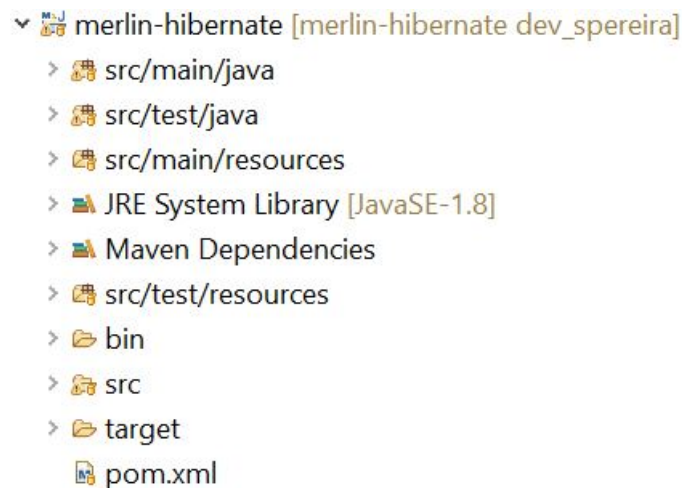 merlin-hibernate [merlin-hibernate dev_spereira]
src/main/java
src/test/java
src/main/resources
JRE System Library [JavaSE-1.8]
Maven Dependencies
src/test/resources
bin
src
target
pom.xml